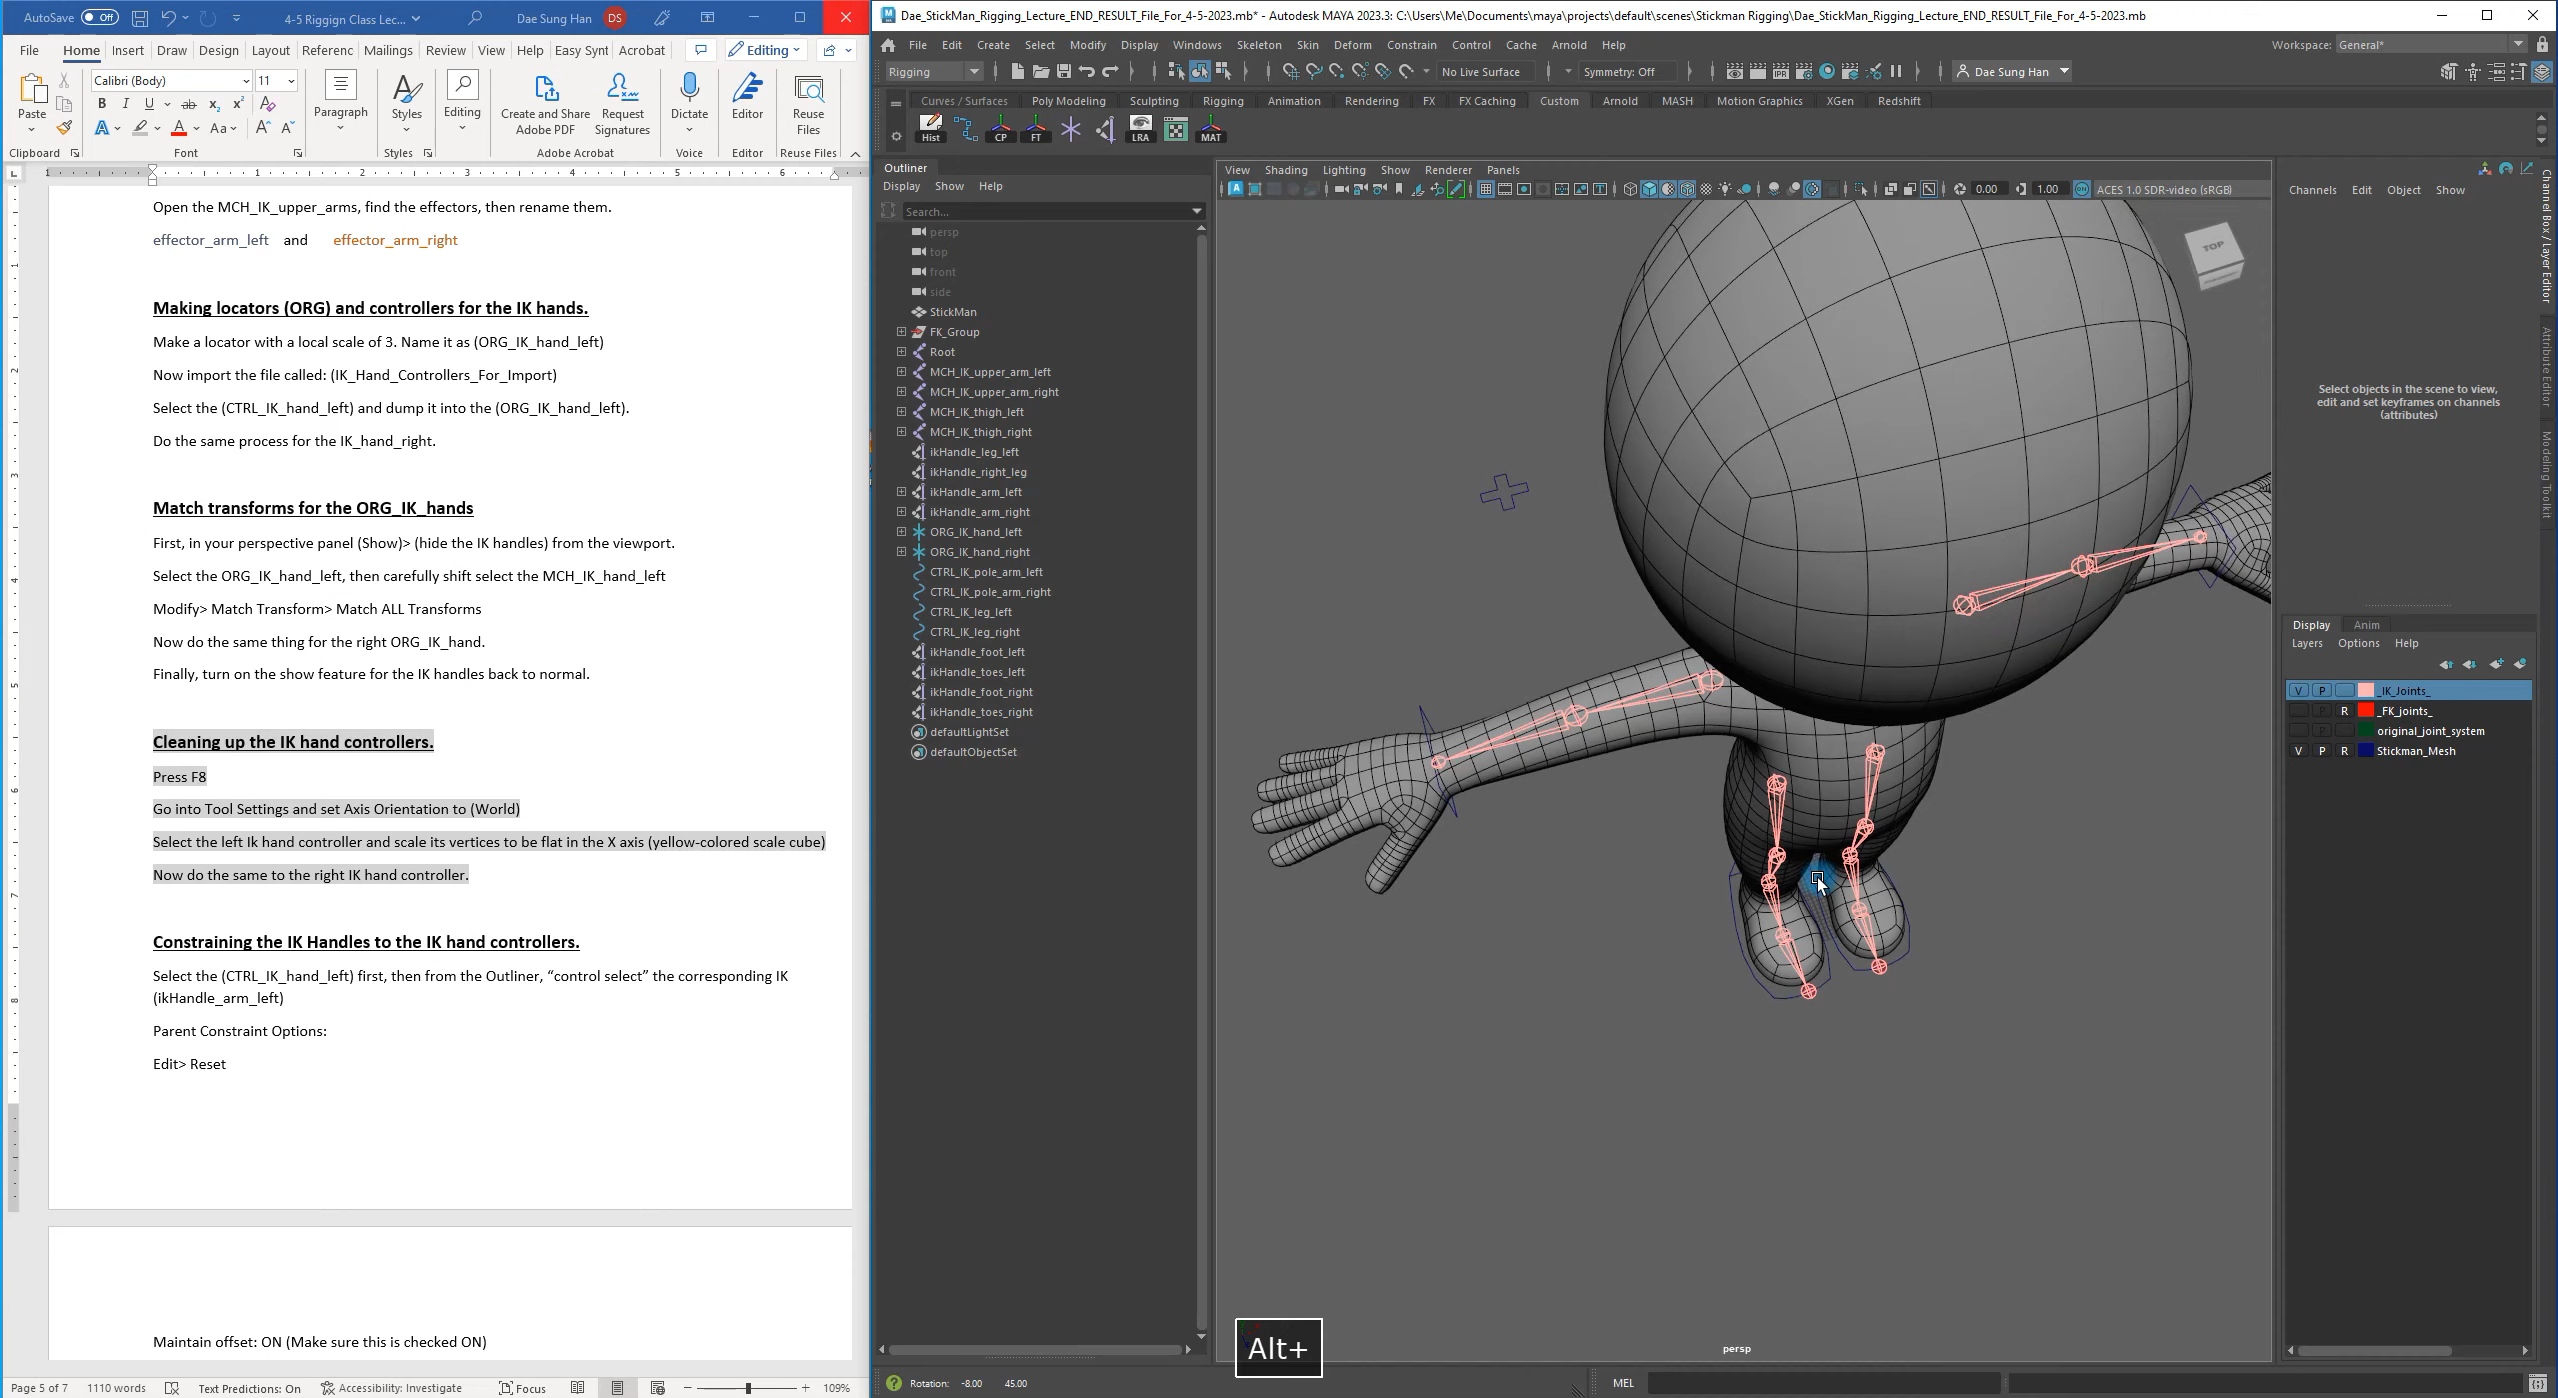 AutoSave Off 4-5 Riggign Class Lec... Dae Sung Han DS
File Home Insert Draw Design Layout Referenc Mailings Review View Help Easy Synt Acrobat Editing
Calibri (Body) 11
Paste Paragraph Styles Editing Create and Share Adobe PDF Request Signatures Dictate Editor Reuse Files
Clipboard Font Styles Adobe Acrobat Voice Editor Reuse Files
Open the MCH_IK_upper_arms, find the effectors, then rename them.
effector_arm_left and effector_arm_right
Making locators (ORG) and controllers for the IK hands.
Make a locator with a local scale of 3. Name it as (ORG_IK_hand_left)
Now import the file called: (IK_Hand_Controllers_For_Import)
Select the (CTRL_IK_hand_left) and dump it into the (ORG_IK_hand_left).
Do the same process for the IK_hand_right.
Match transforms for the ORG_IK_hands
First, in your perspective panel (Show)> (hide the IK handles) from the viewport.
Select the ORG_IK_hand_left, then carefully shift select the MCH_IK_hand_left
Modify> Match Transform> Match ALL Transforms
Now do the same thing for the right ORG_IK_hand.
Finally, turn on the show feature for the IK handles back to normal.
Cleaning up the IK hand controllers.
Press F8
Go into Tool Settings and set Axis Orientation to (World)
Select the left Ik hand controller and scale its vertices to be flat in the X axis (yellow-colored scale cube)
Now do the same to the right IK hand controller.
Constraining the IK Handles to the IK hand controllers.
Select the (CTRL_IK_hand_left) first, then from the Outliner, “control select” the corresponding IK
(ikHandle_arm_left)
Parent Constraint Options:
Edit> Reset
Maintain offset: ON (Make sure this is checked ON)
Page 5 of 7 1110 words Text Predictions: On Accessibility: Investigate Focus 109%
Dae_StickMan_Rigging_Lecture_END_RESULT_File_For_4-5-2023.mb* - Autodesk MAYA 2023.3: C:\Users\Me\Documents\maya\projects\default\scenes\Stickman Rigging\Dae_StickMan_Rigging_Lecture_END_RESULT_File_For_4-5-2023.mb
File Edit Create Select Modify Display Windows Skeleton Skin Deform Constrain Control Cache Arnold Help Workspace: General*
Rigging No Live Surface Symmetry: Off IPR Dae Sung Han
Curves / Surfaces Poly Modeling Sculpting Rigging Animation Rendering FX FX Caching Custom Arnold MASH Motion Graphics XGen Redshift
Hist CP FT LRA MAT
Outliner
Display Show Help
Search...
persp
top
front
side
StickMan
FK_Group
Root
MCH_IK_upper_arm_left
MCH_IK_upper_arm_right
MCH_IK_thigh_left
MCH_IK_thigh_right
ikHandle_leg_left
ikHandle_right_leg
ikHandle_arm_left
ikHandle_arm_right
ORG_IK_hand_left
ORG_IK_hand_right
CTRL_IK_pole_arm_left
CTRL_IK_pole_arm_right
CTRL_IK_leg_left
CTRL_IK_leg_right
ikHandle_foot_left
ikHandle_toes_left
ikHandle_foot_right
ikHandle_toes_right
defaultLightSet
defaultObjectSet
View Shading Lighting Show Renderer Panels
0.00 1.00 ACES 1.0 SDR-video (sRGB)
TOP
Alt+
persp
Channels Edit Object Show
Select objects in the scene to view,
edit and set keyframes on channels
(attributes)
Display Anim
Layers Options Help
V P _IK_Joints_
P R _FK_joints_
original_joint_system
V P R Stickman_Mesh
Channel Box / Layer Editor
Attribute Editor
Modeling Toolkit
Rotation: -8.00 45.00
MEL